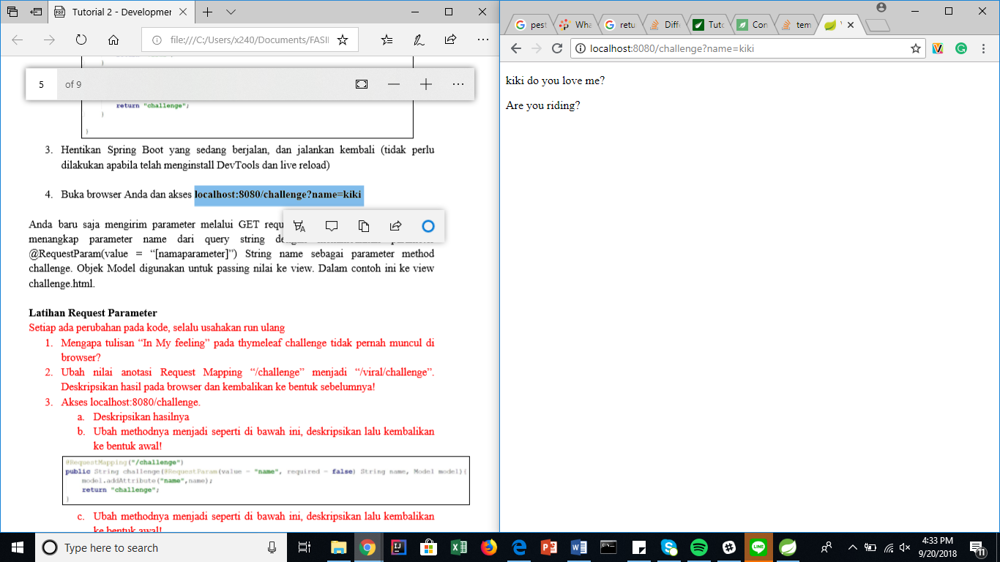 Tutorial 2 - Developmer
file:///C:/Users/x240/Documents/FASII
5 of 9
}
return "challenge";
}
}
3. Hentikan Spring Boot yang sedang berjalan, dan jalankan kembali (tidak perlu
dilakukan apabila telah menginstall DevTools dan live reload)
4. Buka browser Anda dan akses localhost:8080/challenge?name=kiki
Anda baru saja mengirim parameter melalui GET requ
menangkap parameter name dari query string
@RequestParam(value = “[namaparameter]”) String name sebagai parameter method
challenge. Objek Model digunakan untuk passing nilai ke view. Dalam contoh ini ke view
challenge.html.
Latihan Request Parameter
Setiap ada perubahan pada kode, selalu usahakan run ulang
1. Mengapa tulisan “In My feeling” pada thymeleaf challenge tidak pernah muncul di
browser?
2. Ubah nilai anotasi Request Mapping “/challenge” menjadi “/viral/challenge”.
Deskripsikan hasil pada browser dan kembalikan ke bentuk sebelumnya!
3. Akses localhost:8080/challenge.
a. Deskripsikan hasilnya
b. Ubah methodnya menjadi seperti di bawah ini, deskripsikan lalu kembalikan
ke bentuk awal!
@RequestMapping("/challenge")
public String challenge(@RequestParam(value = "name", required = false) String name, Model model){
model.addAttribute("name",name);
return "challenge";
}
c. Ubah methodnya menjadi seperti di bawah ini, deskripsikan lalu kembalikan
ke bentuk awal!
pest
Wha
retu
Diff
Tuto
Con
tem
localhost:8080/challenge?name=kiki
kiki do you love me?
Are you riding?
Type here to search
LINE
4:33 PM
9/20/2018
11